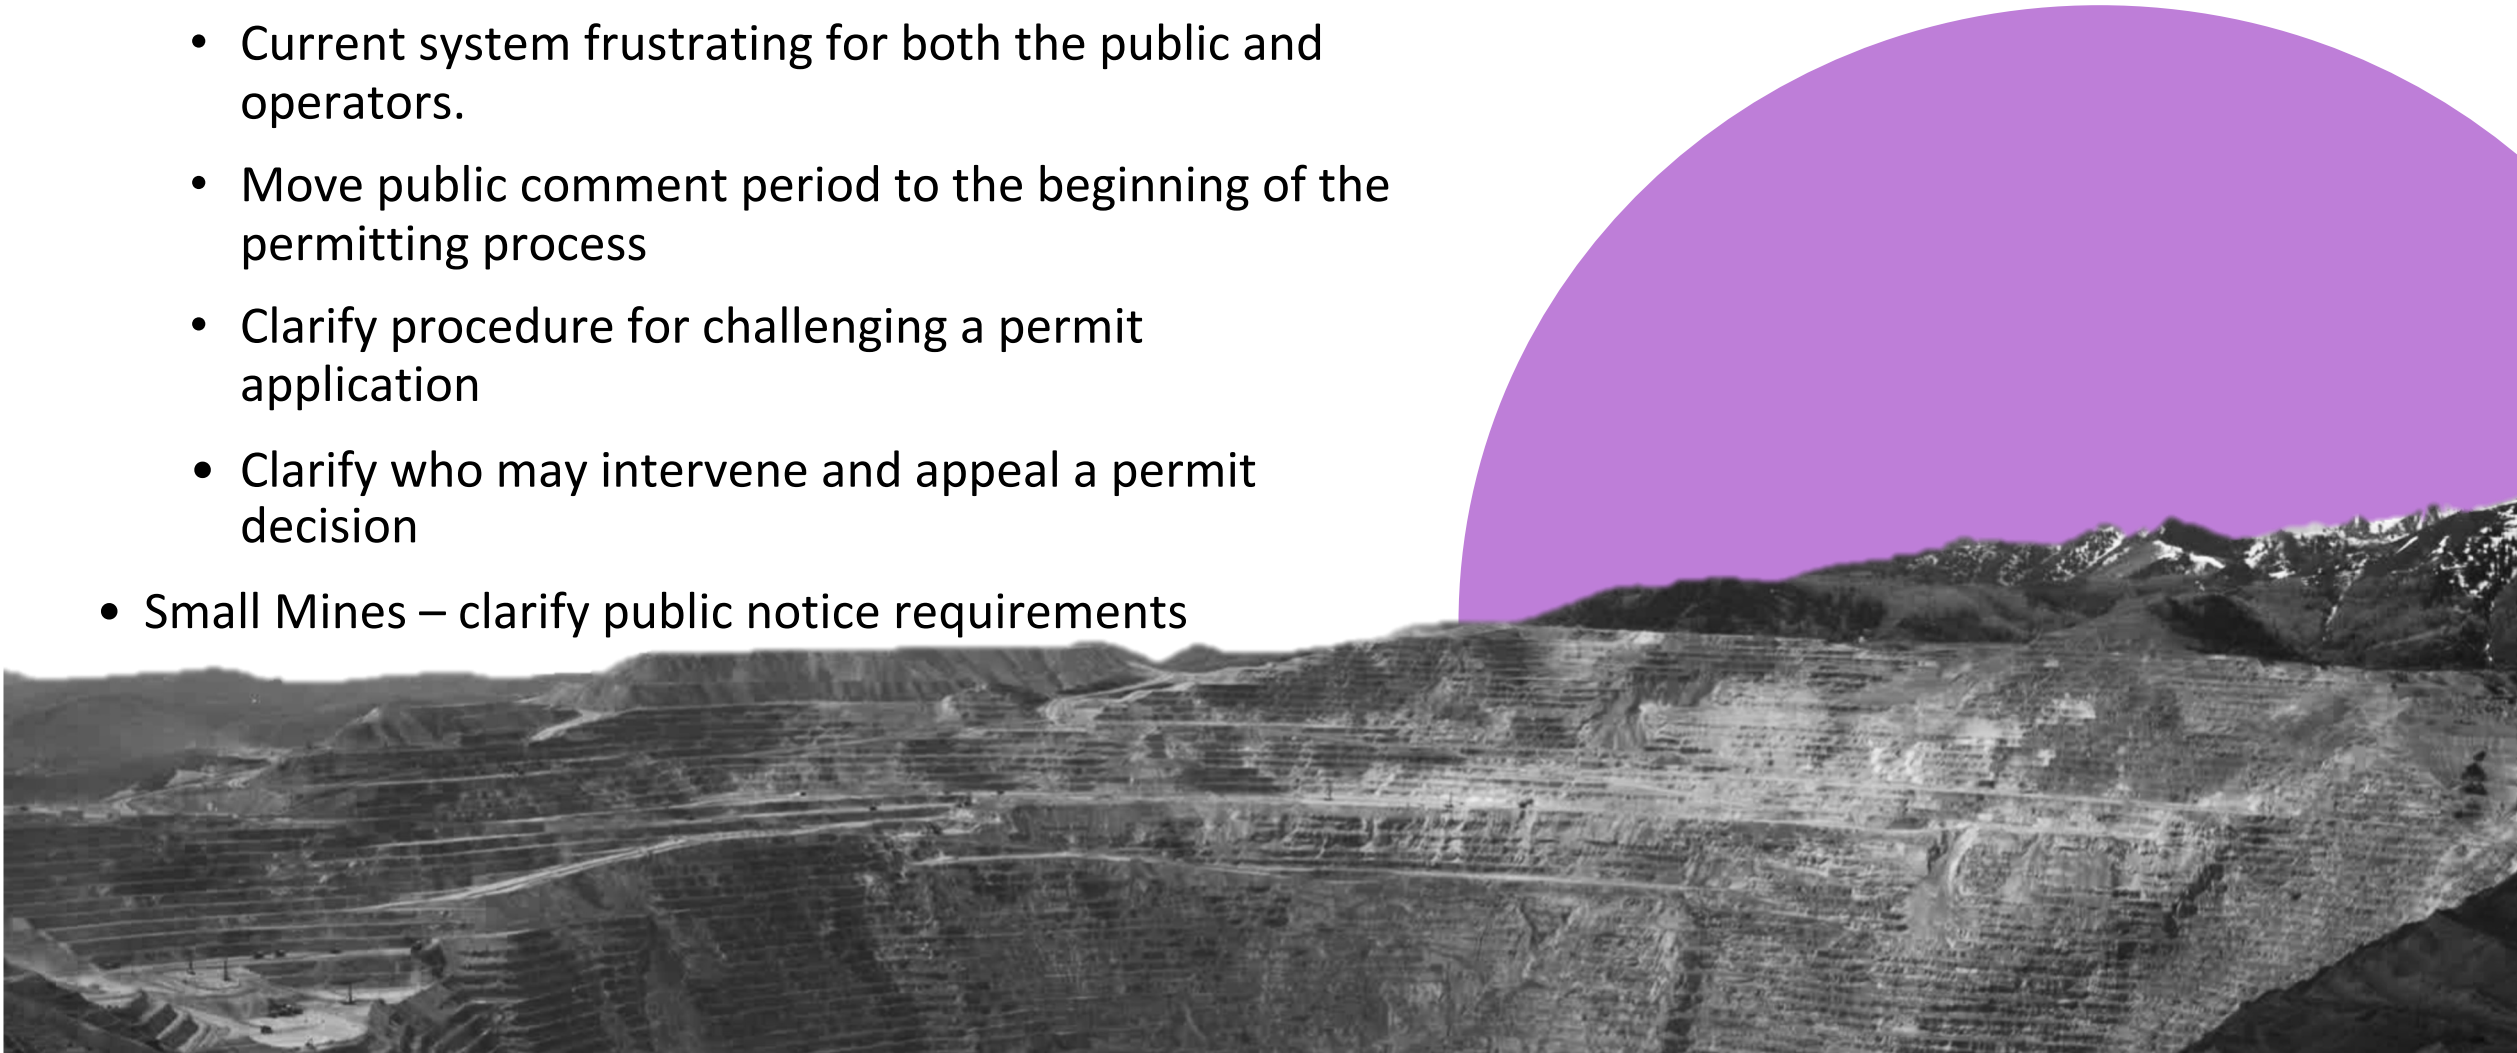 • Current system frustrating for both the public and
operators.
• Move public comment period to the beginning of the
permitting process
• Clarify procedure for challenging a permit
application
• Clarify who may intervene and appeal a permit
decision
• Small Mines – clarify public notice requirements